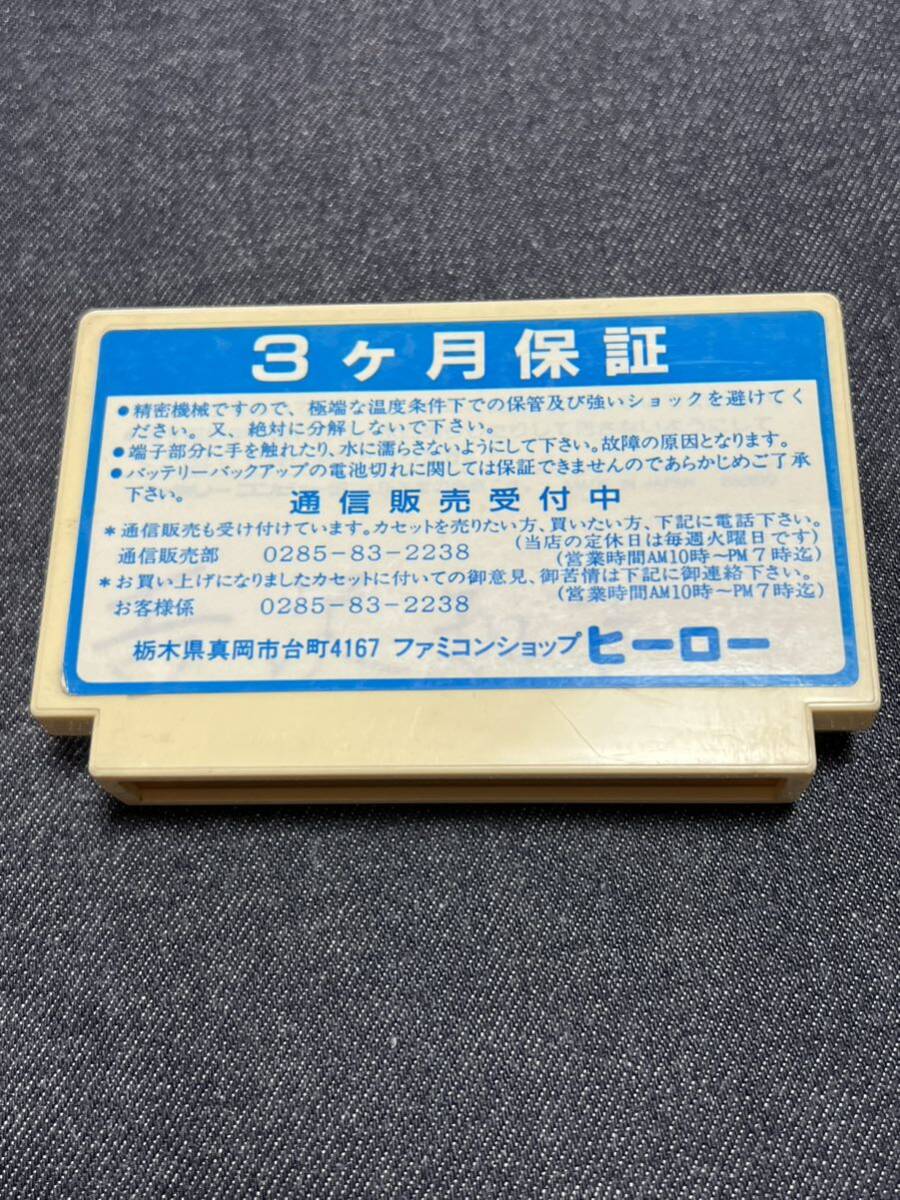 3ヶ月保証
●精密機械ですので、極端な温度条件下での保管及び強いショックを避けてく
ださい。又、絶対に分解しないで下さい。
●端子部分に手を触れたり、水に濡らさないようにして下さい。故障の原因となります。
●バッテリーバックアップの電池切れに関しては保証できませんのであらかじめご了承
下さい。
通信販売受付中
＊通信販売も受け付けています。カセットを売りたい方、買いたい方、下記に電話下さい。
(当店の定休日は毎週火曜日です)
通信販売部 0285-83-2238 (営業時間AM10時〜PM7時迄)
＊お買い上げになりましたカセットに付いての御意見、御苦情は下記に御連絡下さい。
お客様係 0285-83-2238 (営業時間AM10時〜PM7時迄)
栃木県真岡市台町4167 ファミコンショップ ヒーロー